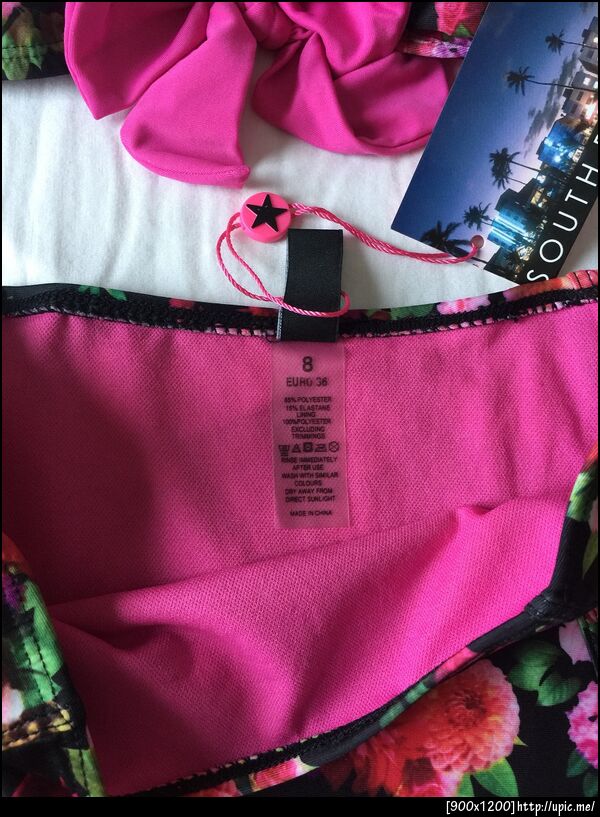 SOUTH
8
EURO 36
85% POLYESTER
15% ELASTANE
LINING
100%POLYESTER
EXCLUDING
TRIMMINGS
RINSE IMMEDIATELY
AFTER USE
WASH WITH SIMILAR
COLOURS
DRY AWAY FROM
DIRECT SUNLIGHT
MADE IN CHINA
[900x1200]http://upic.me/